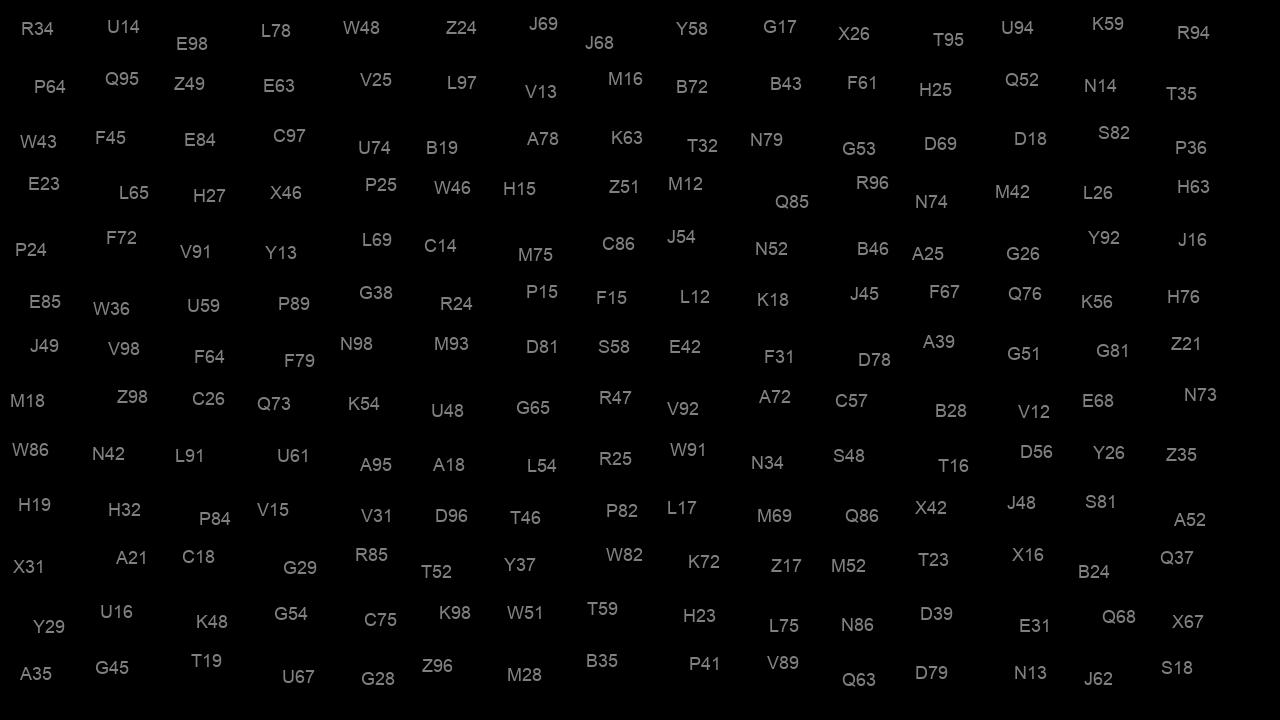 R34 U14 E98 L78 W48 Z24 J69 J68 Y58 G17 X26 T95 U94 K59 R94
P64 Q95 Z49 E63 V25 L97 V13 M16 B72 B43 F61 H25 Q52 N14 T35
W43 F45 E84 C97 U74 B19 A78 K63 T32 N79 G53 D69 D18 S82 P36
E23 L65 H27 X46 P25 W46 H15 Z51 M12 Q85 R96 N74 M42 L26 H63
P24 F72 V91 Y13 L69 C14 M75 C86 J54 N52 B46 A25 G26 Y92 J16
E85 W36 U59 P89 G38 R24 P15 F15 L12 K18 J45 F67 Q76 K56 H76
J49 V98 F64 F79 N98 M93 D81 S58 E42 F31 D78 A39 G51 G81 Z21
M18 Z98 C26 Q73 K54 U48 G65 R47 V92 A72 C57 B28 V12 E68 N73
W86 N42 L91 U61 A95 A18 L54 R25 W91 N34 S48 T16 D56 Y26 Z35
H19 H32 P84 V15 V31 D96 T46 P82 L17 M69 Q86 X42 J48 S81 A52
X31 A21 C18 G29 R85 T52 Y37 W82 K72 Z17 M52 T23 X16 B24 Q37
Y29 U16 K48 G54 C75 K98 W51 T59 H23 L75 N86 D39 E31 Q68 X67
A35 G45 T19 U67 G28 Z96 M28 B35 P41 V89 Q63 D79 N13 J62 S18